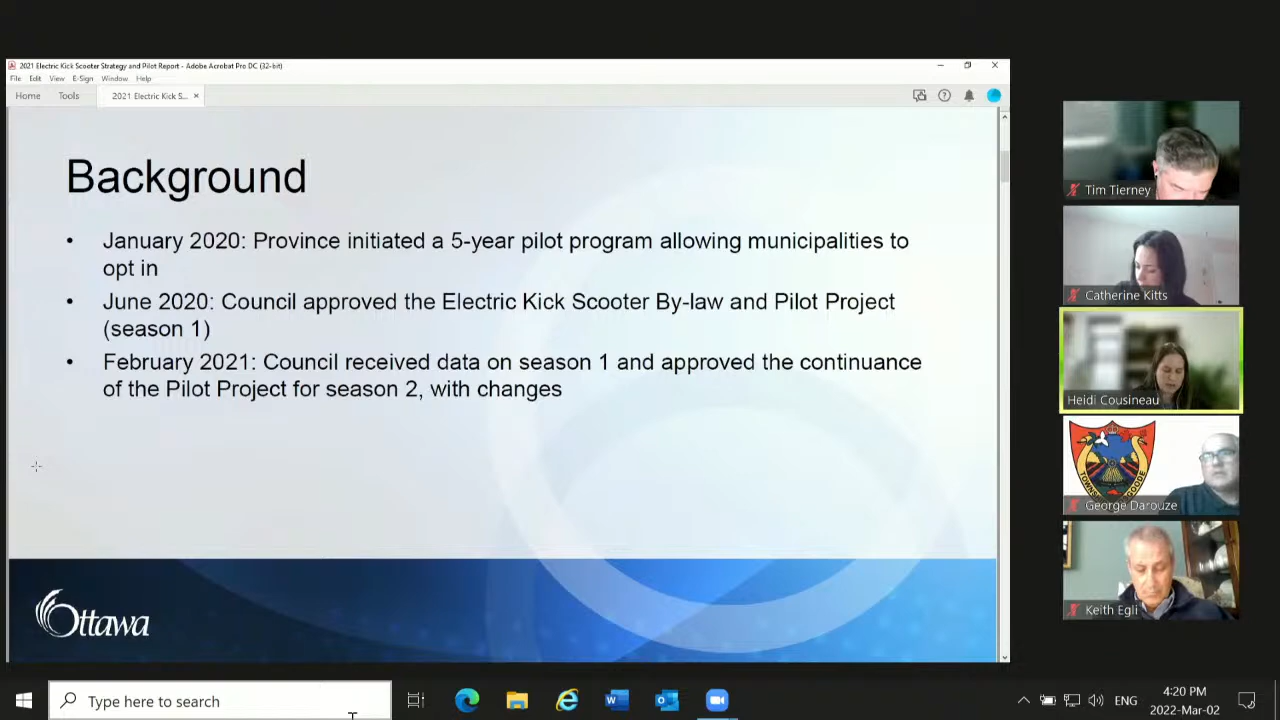 2021 Electric Kick Scooter Strategy and Pilot Report - Adobe Acrobat Pro DC (32-bit)
File Edit View E-Sign Window Help
Home Tools 2021 Electric Kick S... ×
Background
• January 2020: Province initiated a 5-year pilot program allowing municipalities to
opt in
• June 2020: Council approved the Electric Kick Scooter By-law and Pilot Project
(season 1)
• February 2021: Council received data on season 1 and approved the continuance
of the Pilot Project for season 2, with changes
Ottawa
Tim Tierney
Catherine Kitts
Heidi Cousineau
George Darouze
Keith Egli
Type here to search
ENG
4:20 PM
2022-Mar-02